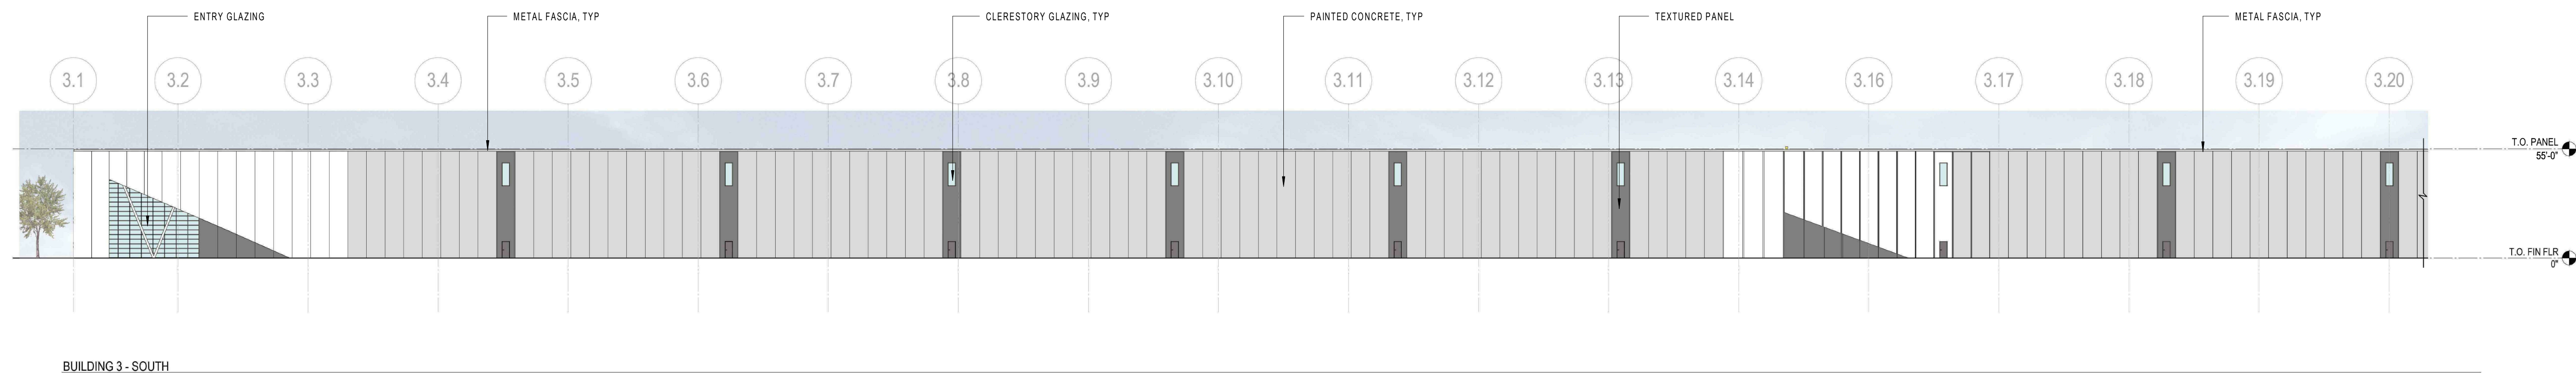 ENTRY GLAZING
METAL FASCIA, TYP
CLERESTORY GLAZING, TYP
PAINTED CONCRETE, TYP
TEXTURED PANEL
METAL FASCIA, TYP
3.1
3.2
3.3
3.4
3.5
3.6
3.7
3.8
3.9
3.10
3.11
3.12
3.13
3.14
3.16
3.17
3.18
3.19
3.20
T.O. PANEL
55'-0"
T.O. FIN FLR
0"
BUILDING 3 - SOUTH